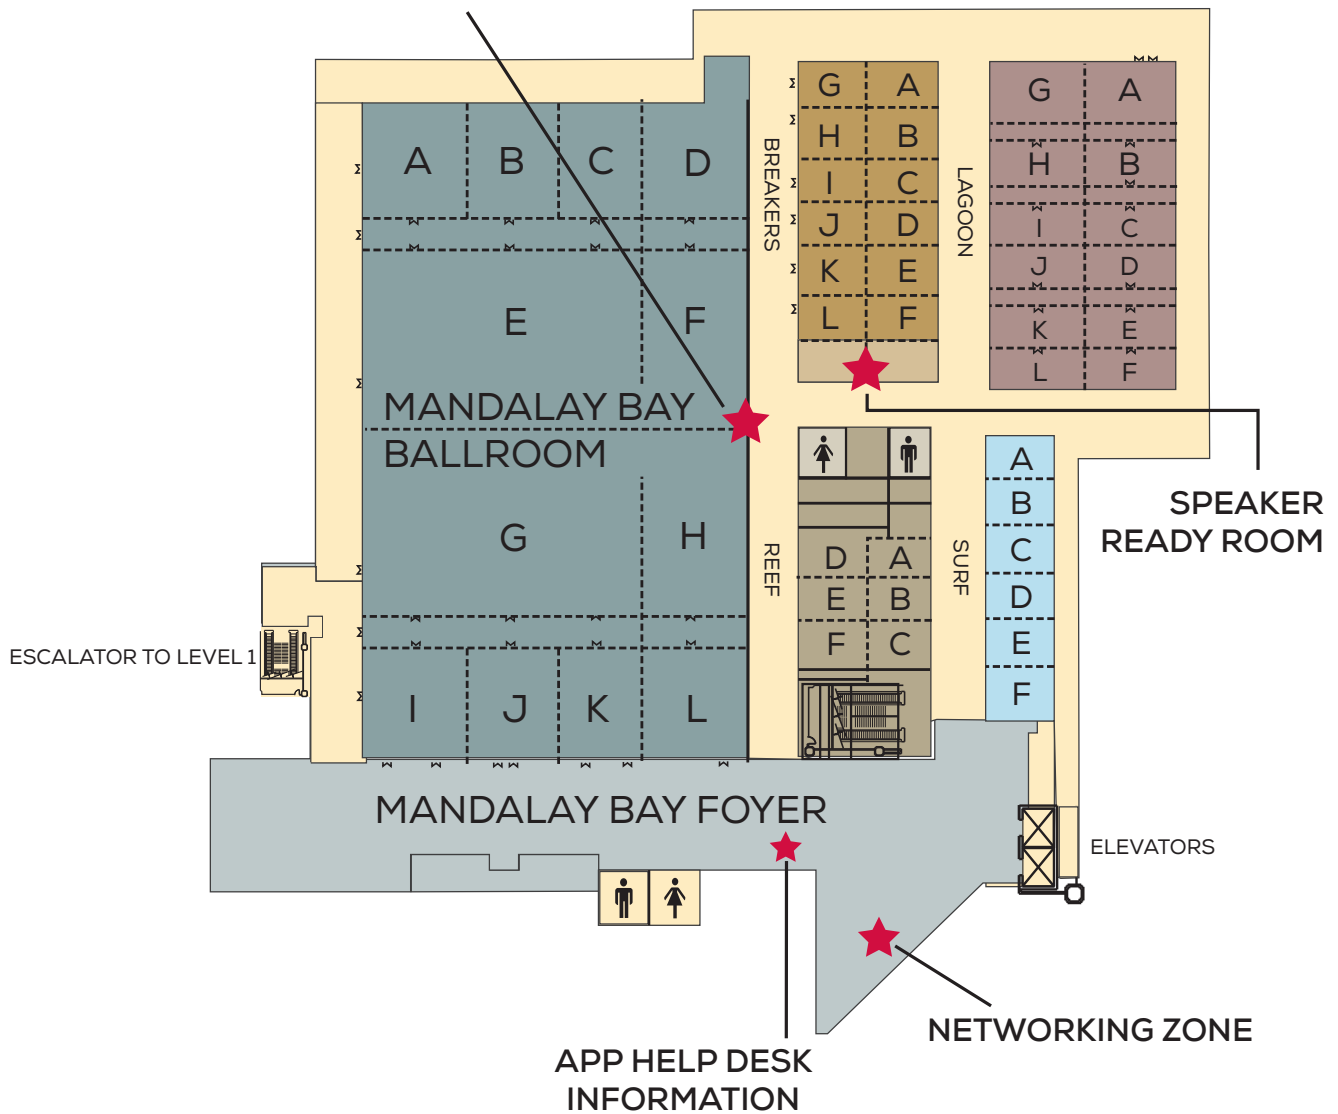 G A
H B
I C
J D
K E
L F
BREAKERS
LAGOON
G A
H B
I C
J D
K E
L F
A B C D
E F
MANDALAY BAY
BALLROOM
G H
I J K L
REEF
D A
E B
F C
SURF
A
B
C
D
E
F
SPEAKER
READY ROOM
ESCALATOR TO LEVEL 1
MANDALAY BAY FOYER
ELEVATORS
NETWORKING ZONE
APP HELP DESK
INFORMATION